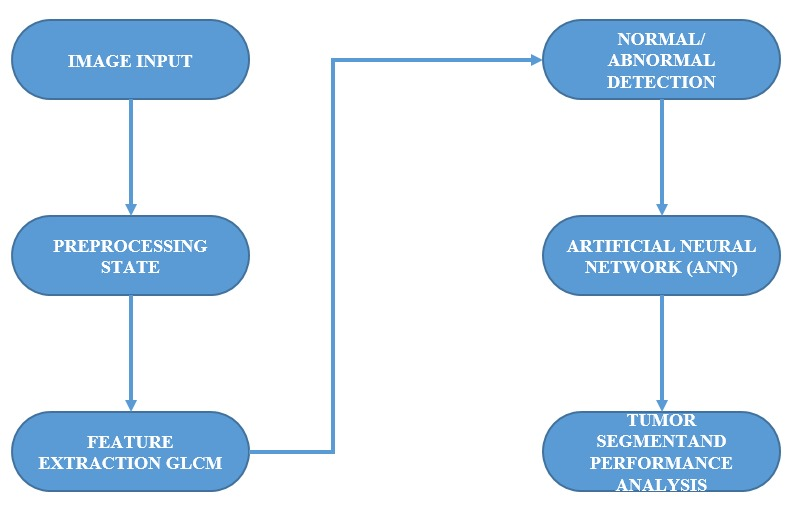 IMAGE INPUT
PREPROCESSING
STATE
FEATURE
EXTRACTION GLCM
NORMAL/
ABNORMAL
DETECTION
ARTIFICIAL NEURAL
NETWORK (ANN)
TUMOR
SEGMENTAND
PERFORMANCE
ANALYSIS